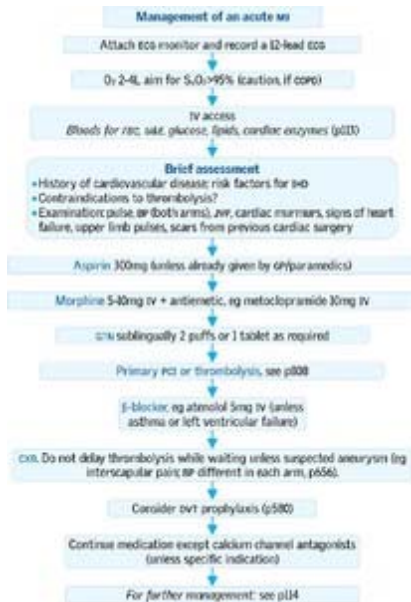 Management of an acute MI
Attach ECG monitor and record a 12-lead ECG
O₂ 2-4L aim for SₐO₂>95% (caution, if COPD)
IV access
Bloods for FBC, U&E, glucose, lipids, cardiac enzymes (p113)
Brief assessment
•History of cardiovascular disease; risk factors for IHD
•Contraindications to thrombolysis?
•Examination: pulse, BP (both arms), JVP, cardiac murmurs, signs of heart
failure, upper limb pulses, scars from previous cardiac surgery
Aspirin 300mg (unless already given by GP/paramedics)
Morphine 5-10mg IV + antiemetic, eg metoclopramide 10mg IV
GTN sublingually 2 puffs or 1 tablet as required
Primary PCI or thrombolysis, see p808
β-blocker, eg atenolol 5mg IV (unless
asthma or left ventricular failure)
CXR. Do not delay thrombolysis while waiting unless suspected aneurysm (eg
interscapular pain; BP different in each arm, p656).
Consider DVT prophylaxis (p580)
Continue medication except calcium channel antagonists
(unless specific indication)
For further management: see p114